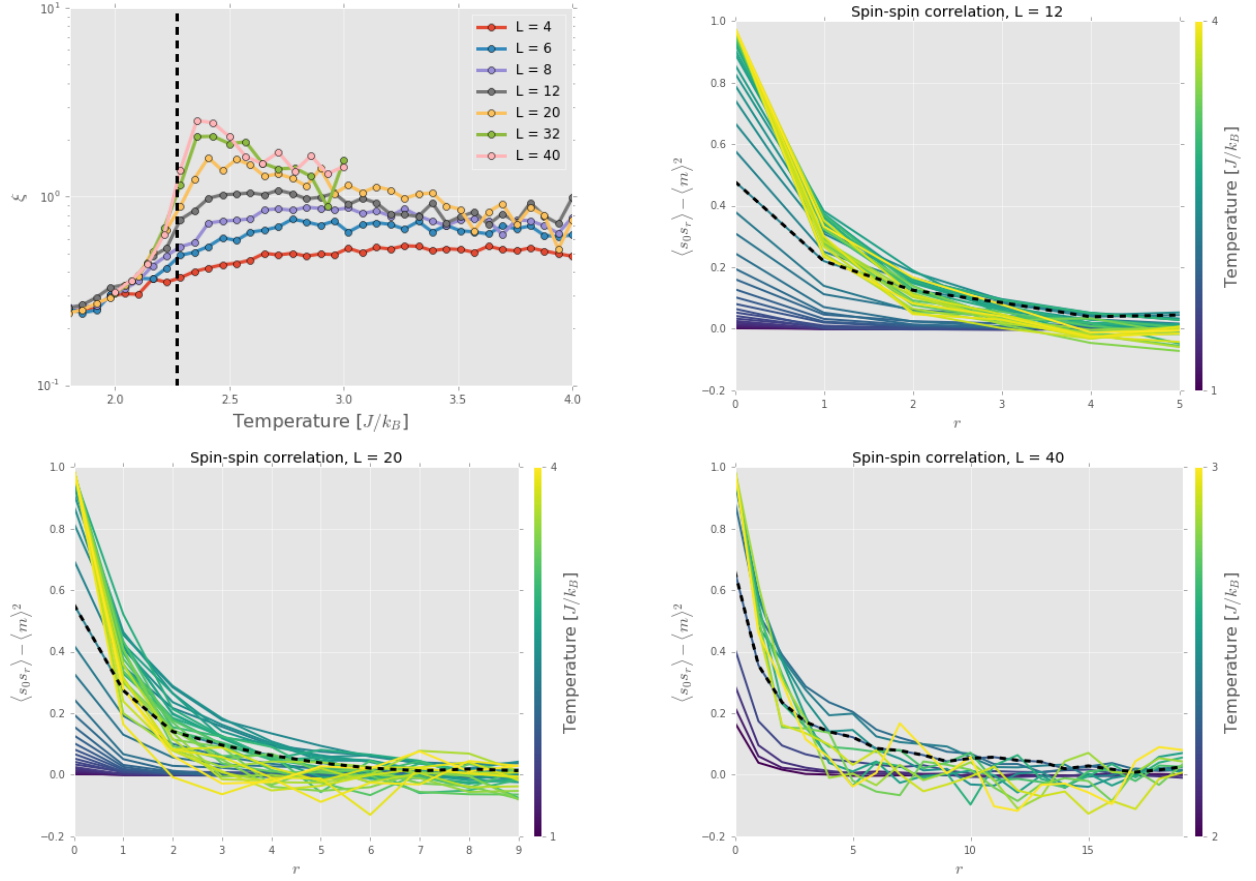 10^1
10^0
10^-1
ξ
2.0 2.5 3.0 3.5 4.0
Temperature [J/k_B]
L = 4
L = 6
L = 8
L = 12
L = 20
L = 32
L = 40
Spin-spin correlation, L = 12
1.0
0.8
0.6
0.4
0.2
0.0
−0.2
⟨s_0 s_r⟩ − ⟨m⟩^2
0 1 2 3 4 5
r
4
1
Temperature [J/k_B]
Spin-spin correlation, L = 20
1.0
0.8
0.6
0.4
0.2
0.0
−0.2
⟨s_0 s_r⟩ − ⟨m⟩^2
0 1 2 3 4 5 6 7 8 9
r
4
1
Temperature [J/k_B]
Spin-spin correlation, L = 40
1.0
0.8
0.6
0.4
0.2
0.0
−0.2
⟨s_0 s_r⟩ − ⟨m⟩^2
0 5 10 15
r
3
2
Temperature [J/k_B]